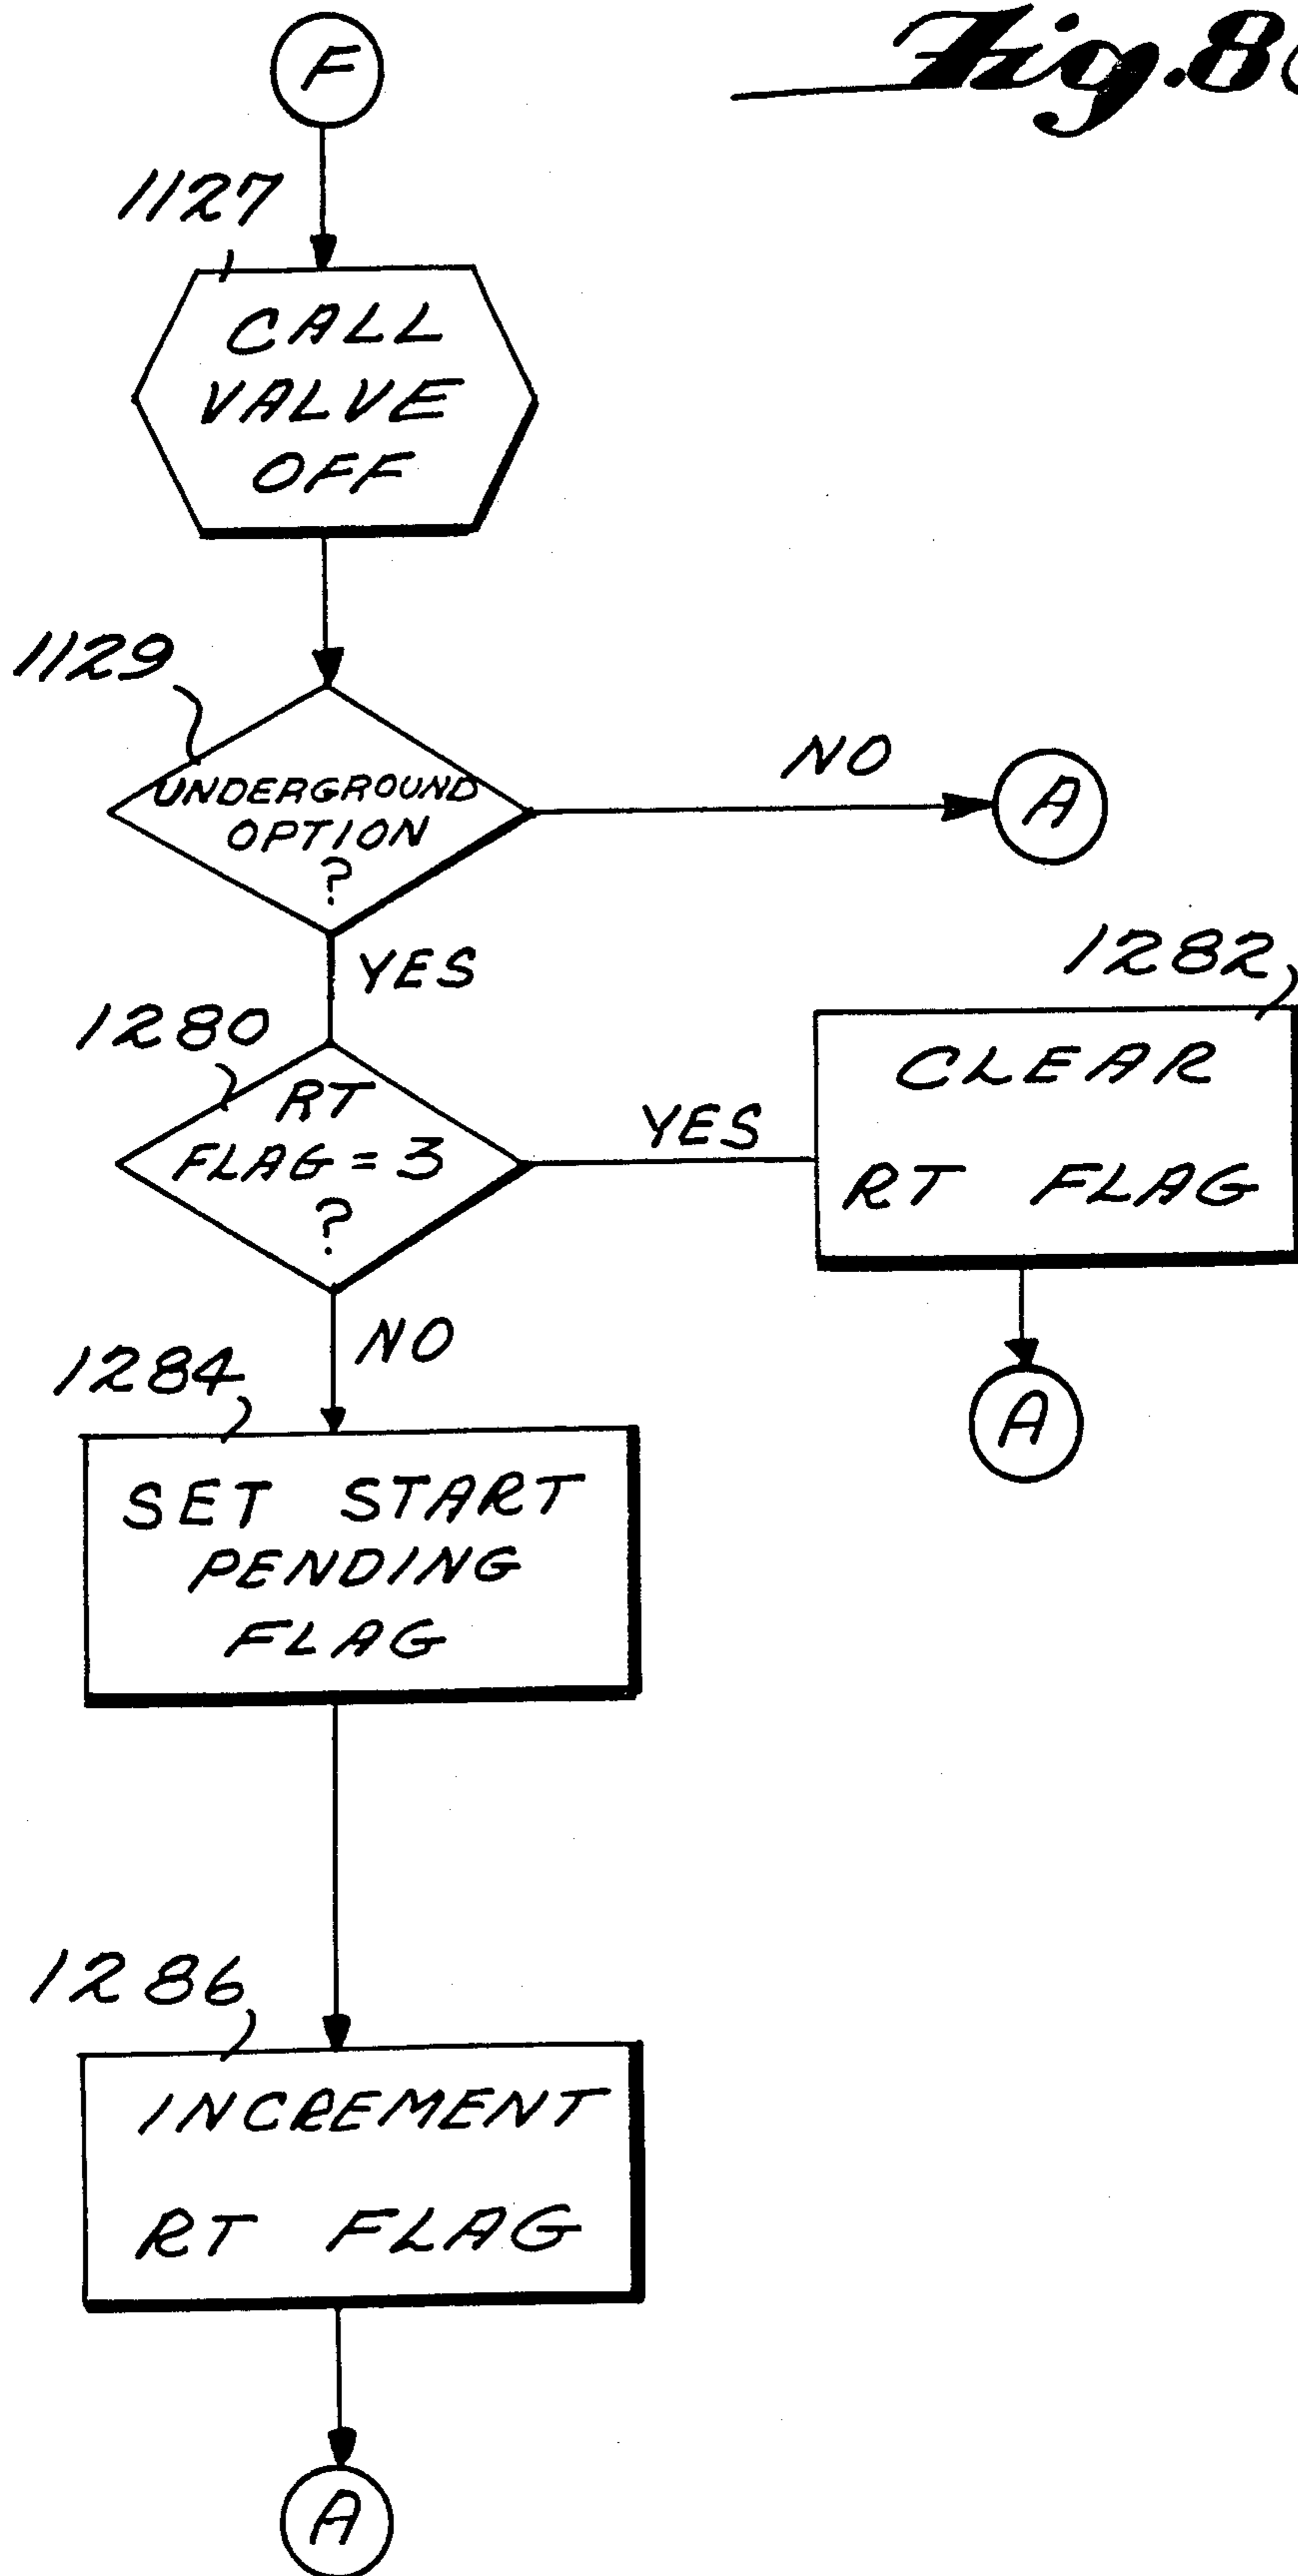 Fig. 8
F
1127
CALL
VALVE
OFF
1129
UNDERGROUND
OPTION
?
NO
A
YES
1280
RT
FLAG = 3
?
YES
1282
CLEAR
RT FLAG
A
NO
1284
SET START
PENDING
FLAG
1286
INCREMENT
RT FLAG
A